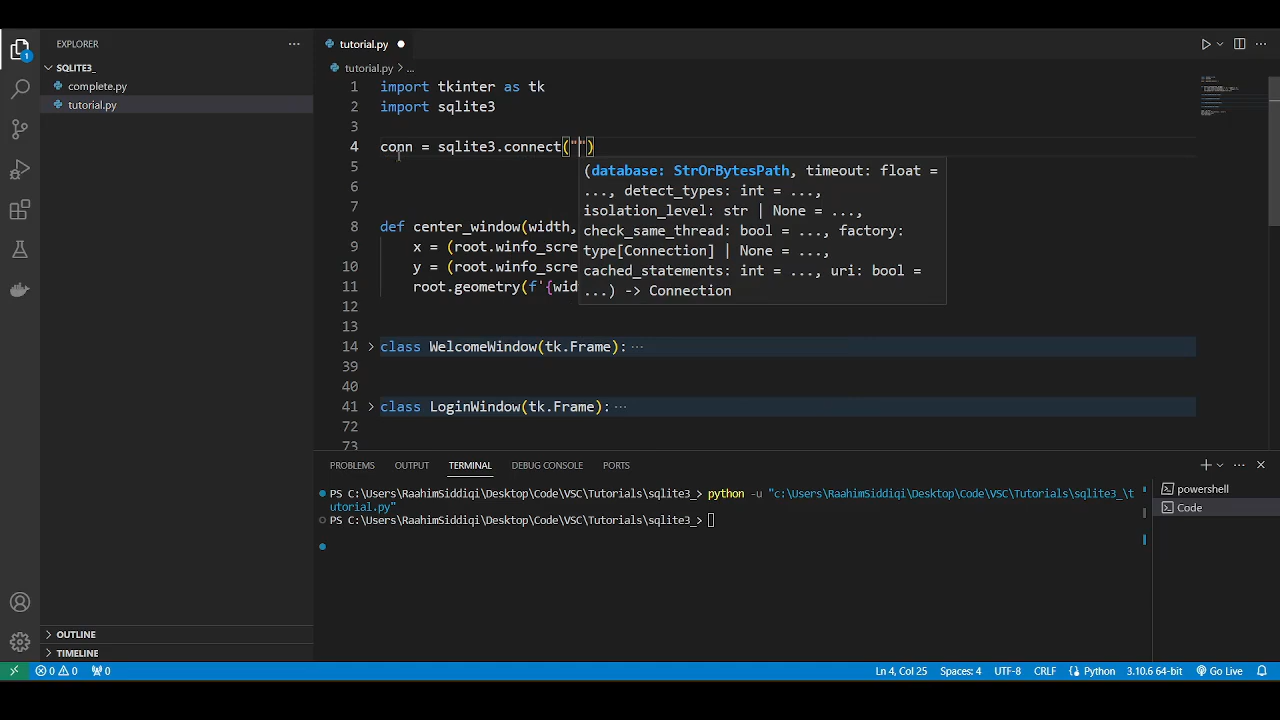 EXPLORER
SQLITE3_
complete.py
tutorial.py
OUTLINE
TIMELINE
tutorial.py
tutorial.py > ...
1 import tkinter as tk
2 import sqlite3
3
4 conn = sqlite3.connect("")
5
6
7
8 def center_window(width,
9 x = (root.winfo_scre
10 y = (root.winfo_scre
11 root.geometry(f'{wid
12
13
14 class WelcomeWindow(tk.Frame): ...
39
40
41 class LoginWindow(tk.Frame): ...
72
73
(database: StrOrBytesPath, timeout: float =
..., detect_types: int = ...,
isolation_level: str | None = ...,
check_same_thread: bool = ..., factory:
type[Connection] | None = ...,
cached_statements: int = ..., uri: bool =
...) -> Connection
PROBLEMS OUTPUT TERMINAL DEBUG CONSOLE PORTS
PS C:\Users\RaahimSiddiqi\Desktop\Code\VSC\Tutorials\sqlite3_> python -u "c:\Users\RaahimSiddiqi\Desktop\Code\VSC\Tutorials\sqlite3_\t
utorial.py"
PS C:\Users\RaahimSiddiqi\Desktop\Code\VSC\Tutorials\sqlite3_>
powershell
Code
1
0 0 0 Ln 4, Col 25 Spaces: 4 UTF-8 CRLF Python 3.10.6 64-bit Go Live